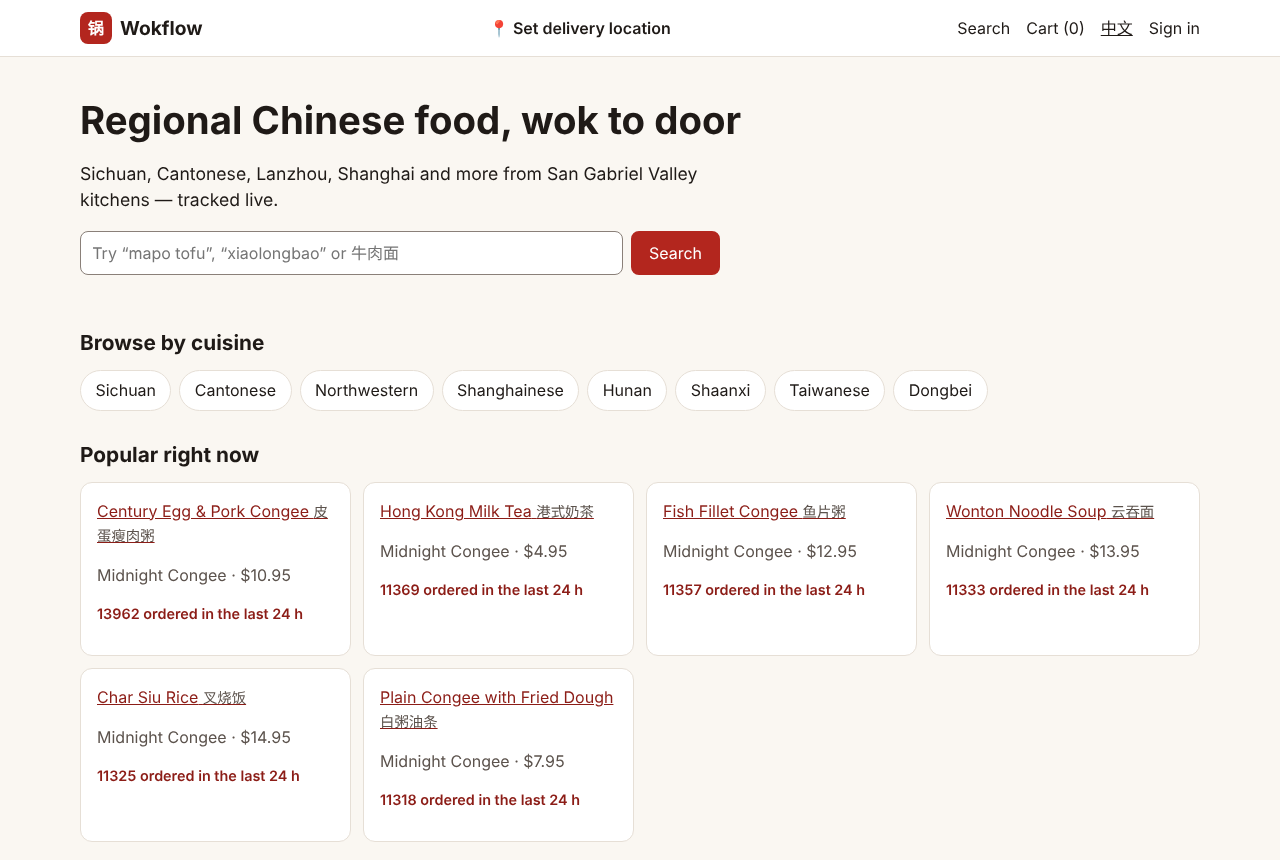 锅 Wokflow
📍 Set delivery location
Search Cart (0) 中文 Sign in
Regional Chinese food, wok to door
Sichuan, Cantonese, Lanzhou, Shanghai and more from San Gabriel Valley
kitchens — tracked live.
Try “mapo tofu”, “xiaolongbao” or 牛肉面
Search
Browse by cuisine
Sichuan Cantonese Northwestern Shanghainese Hunan Shaanxi Taiwanese Dongbei
Popular right now
Century Egg & Pork Congee 皮
蛋瘦肉粥
Midnight Congee · $10.95
13962 ordered in the last 24 h
Hong Kong Milk Tea 港式奶茶
Midnight Congee · $4.95
11369 ordered in the last 24 h
Fish Fillet Congee 鱼片粥
Midnight Congee · $12.95
11357 ordered in the last 24 h
Wonton Noodle Soup 云吞面
Midnight Congee · $13.95
11333 ordered in the last 24 h
Char Siu Rice 叉烧饭
Midnight Congee · $14.95
11325 ordered in the last 24 h
Plain Congee with Fried Dough
白粥油条
Midnight Congee · $7.95
11318 ordered in the last 24 h